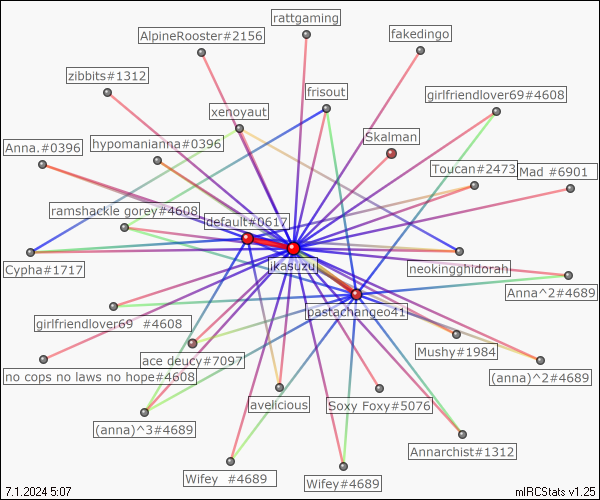 rattgaming
AlpineRooster#2156
fakedingo
zibbits#1312
frisout
girlfriendlover69#4608
xenoyaut
Skalman
Anna.#0396
hypomanianna#0396
Toucan#2473
Mad #6901
ramshackle gorey#4608
default#0617
Cypha#1717
ikasuzu
neokingghidorah
Anna^2#4689
pastachangeo41
girlfriendlover69 #4608
Mushy#1984
ace deucy#7097
no cops no laws no hope#4608
(anna)^2#4689
avelicious
Soxy Foxy#5076
(anna)^3#4689
Annarchist#1312
Wifey #4689
Wifey#4689
7.1.2024 5:07
mIRCStats v1.25